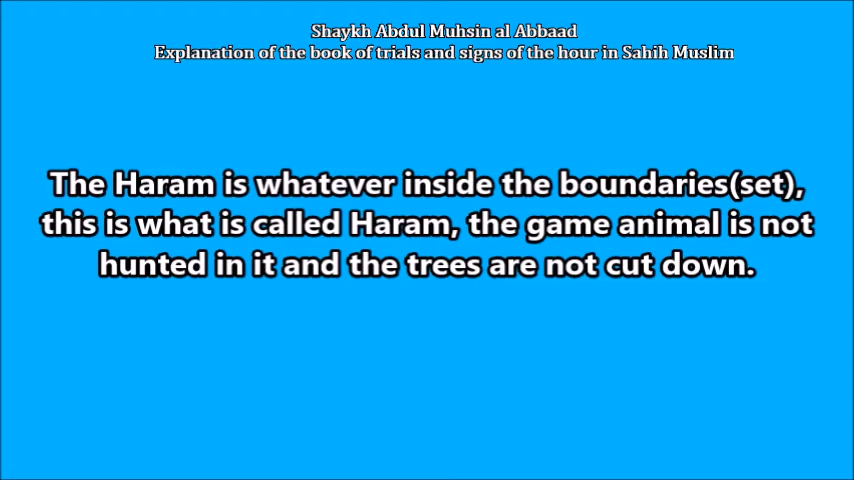 Shaykh Abdul Muhsin al Abbaad
Explanation of the book of trials and signs of the hour in Sahih Muslim
The Haram is whatever inside the boundaries(set),
this is what is called Haram, the game animal is not
hunted in it and the trees are not cut down.